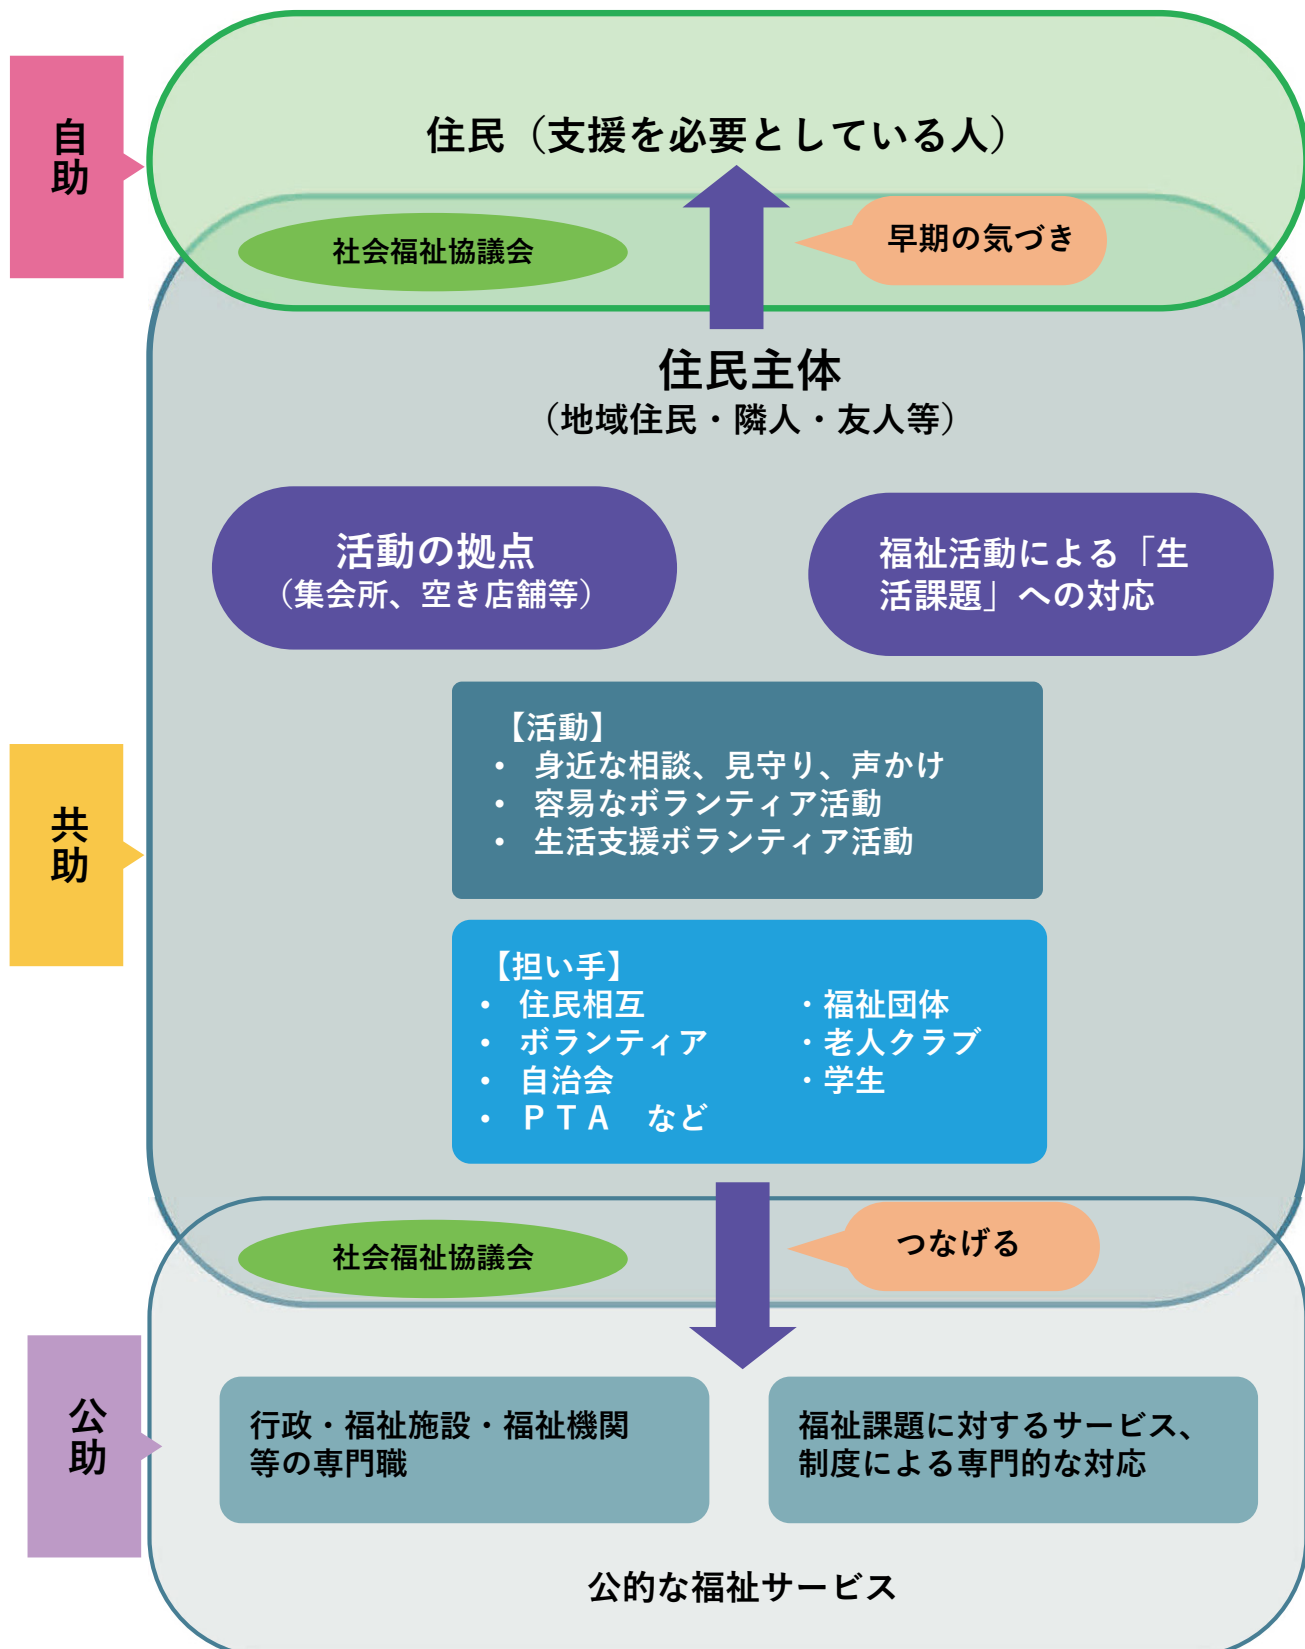 自助
住民（支援を必要としている人）
社会福祉協議会
早期の気づき
共助
住民主体
（地域住民・隣人・友人等）
活動の拠点
（集会所、空き店舗等）
福祉活動による「生
活課題」への対応
【活動】
• 身近な相談、見守り、声かけ
• 容易なボランティア活動
• 生活支援ボランティア活動
【担い手】
• 住民相互　・福祉団体
• ボランティア　・老人クラブ
• 自治会　・学生
• ＰＴＡ　など
社会福祉協議会
つなげる
公助
行政・福祉施設・福祉機関
等の専門職
福祉課題に対するサービス、
制度による専門的な対応
公的な福祉サービス